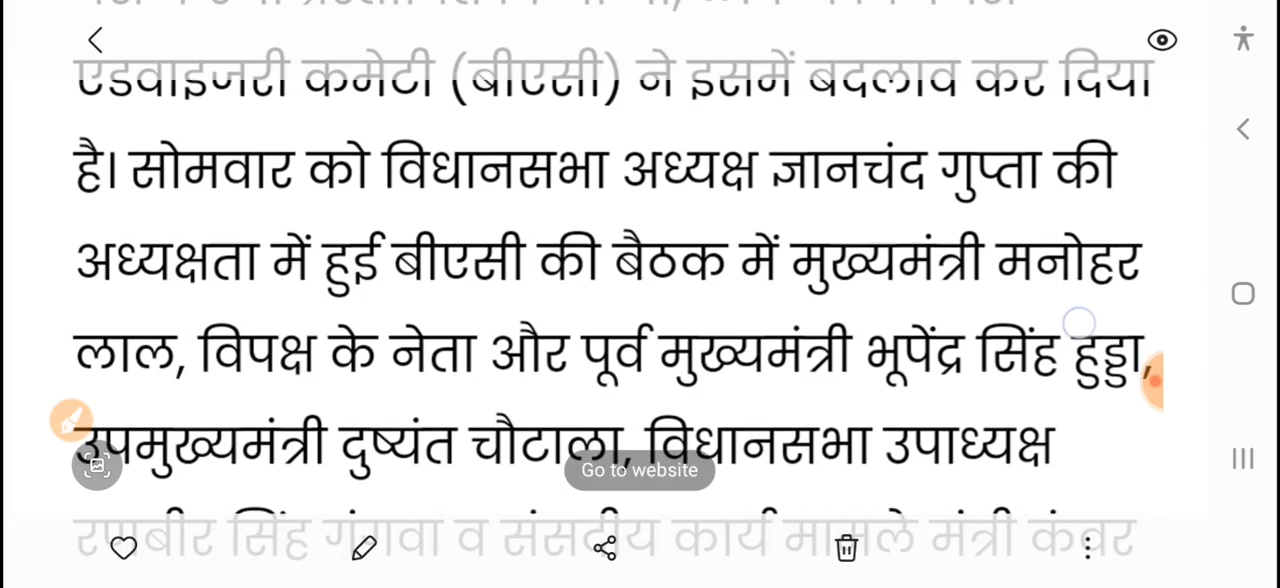 एडवाइजरी कमेटी (बीएसी) ने इसमें बदलाव कर दिया
है। सोमवार को विधानसभा अध्यक्ष ज्ञानचंद गुप्ता की
अध्यक्षता में हुई बीएसी की बैठक में मुख्यमंत्री मनोहर
लाल, विपक्ष के नेता और पूर्व मुख्यमंत्री भूपेंद्र सिंह हुड्डा,
उपमुख्यमंत्री दुष्यंत चौटाला, विधानसभा उपाध्यक्ष
Go to website
रणबीर सिंह गंगवा व संसदीय कार्य मामले मंत्री कंवर